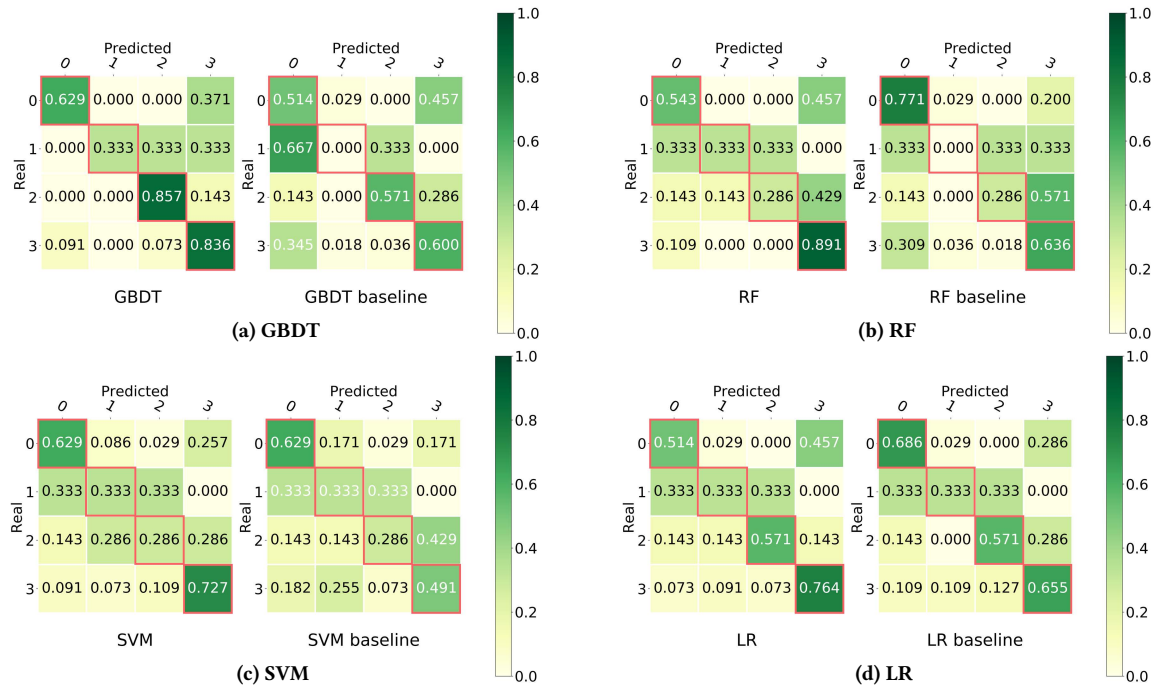 Predicted
0 1 2 3
Real
0 0.629 0.000 0.000 0.371
1 0.000 0.333 0.333 0.333
2 0.000 0.000 0.857 0.143
3 0.091 0.000 0.073 0.836
GBDT
Predicted
0 1 2 3
Real
0 0.514 0.029 0.000 0.457
1 0.667 0.000 0.333 0.000
2 0.143 0.000 0.571 0.286
3 0.345 0.018 0.036 0.600
GBDT baseline
1.0
0.8
0.6
0.4
0.2
0.0
(a) GBDT
Predicted
0 1 2 3
Real
0 0.543 0.000 0.000 0.457
1 0.333 0.333 0.333 0.000
2 0.143 0.143 0.286 0.429
3 0.109 0.000 0.000 0.891
RF
Predicted
0 1 2 3
Real
0 0.771 0.029 0.000 0.200
1 0.333 0.000 0.333 0.333
2 0.143 0.000 0.286 0.571
3 0.309 0.036 0.018 0.636
RF baseline
1.0
0.8
0.6
0.4
0.2
0.0
(b) RF
Predicted
0 1 2 3
Real
0 0.629 0.086 0.029 0.257
1 0.333 0.333 0.333 0.000
2 0.143 0.286 0.286 0.286
3 0.091 0.073 0.109 0.727
SVM
Predicted
0 1 2 3
Real
0 0.629 0.171 0.029 0.171
1 0.333 0.333 0.333 0.000
2 0.143 0.143 0.286 0.429
3 0.182 0.255 0.073 0.491
SVM baseline
1.0
0.8
0.6
0.4
0.2
0.0
(c) SVM
Predicted
0 1 2 3
Real
0 0.514 0.029 0.000 0.457
1 0.333 0.333 0.333 0.000
2 0.143 0.143 0.571 0.143
3 0.073 0.091 0.073 0.764
LR
Predicted
0 1 2 3
Real
0 0.686 0.029 0.000 0.286
1 0.333 0.333 0.333 0.000
2 0.143 0.000 0.571 0.286
3 0.109 0.109 0.127 0.655
LR baseline
1.0
0.8
0.6
0.4
0.2
0.0
(d) LR